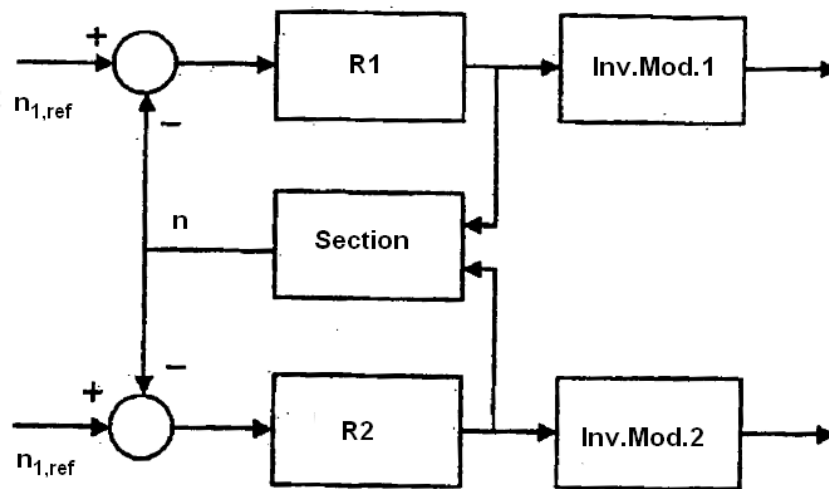 +
R1
Inv.Mod.1
n1,ref
−
n
Section
−
+
R2
Inv.Mod.2
n1,ref